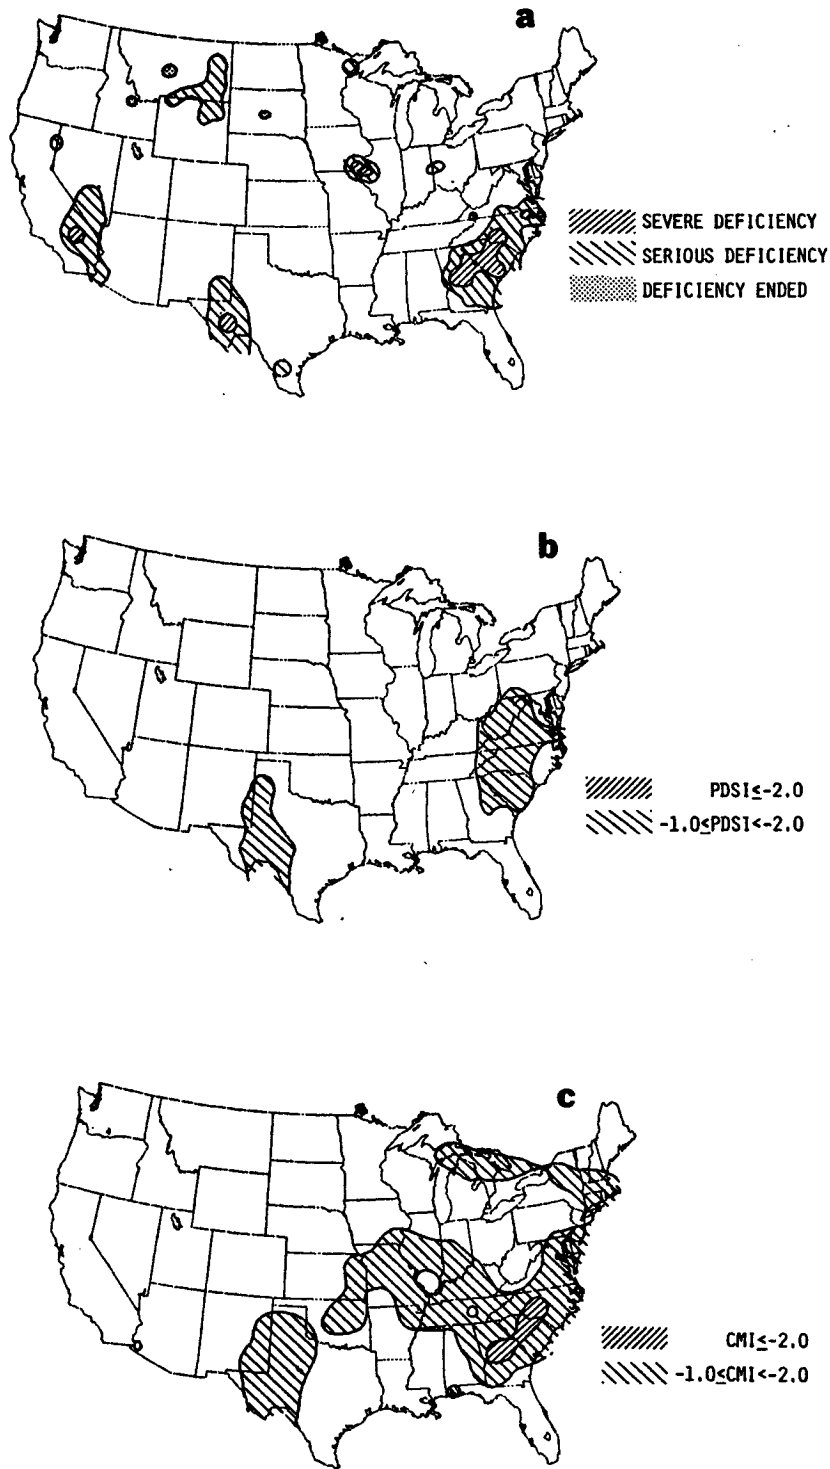 a
SEVERE DEFICIENCY
SERIOUS DEFICIENCY
DEFICIENCY ENDED
b
PDSI≤-2.0
-1.0≤PDSI<-2.0
c
CMI≤-2.0
-1.0≤CMI<-2.0